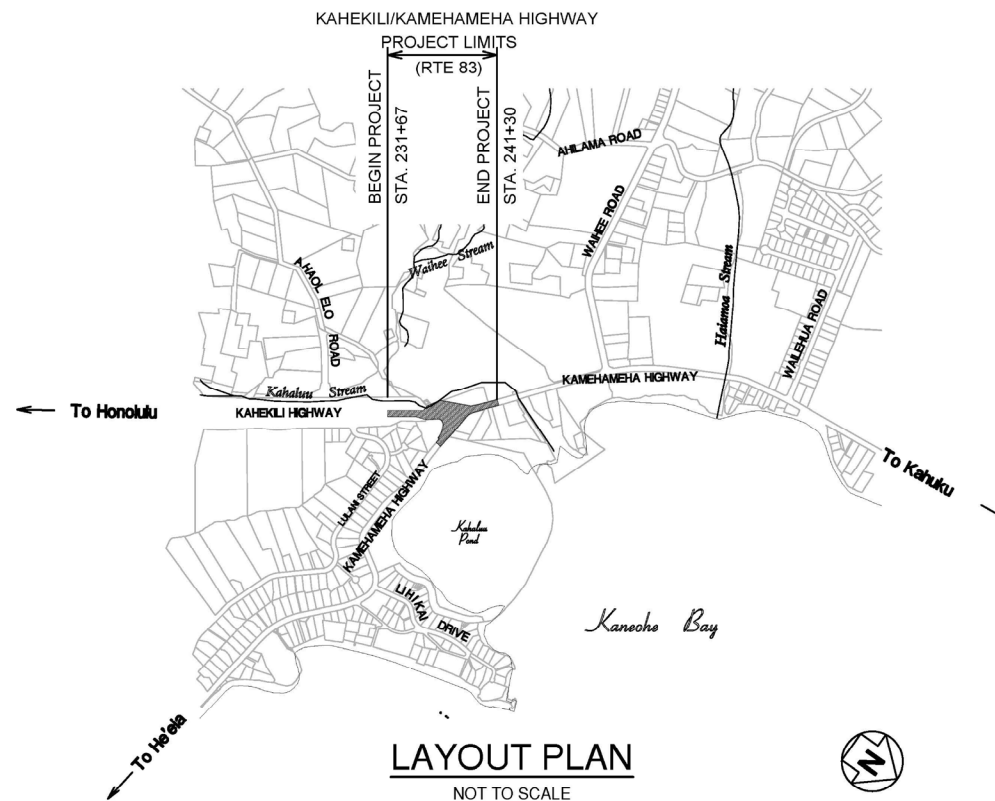 KAHEKILI/KAMEHAMEHA HIGHWAY
PROJECT LIMITS
(RTE 83)
BEGIN PROJECT
STA. 231+67
END PROJECT
STA. 241+30
AHILAMA ROAD
WAIHEE ROAD
Waihee Stream
Haiamoa Stream
AHAOLELO ROAD
WAILEHUA ROAD
Kahaluu Stream
KAMEHAMEHA HIGHWAY
To Honolulu
KAHEKILI HIGHWAY
To Kahuku
LULANI STREET
KAMEHAMEHA HIGHWAY
Kahaluu
Pond
LIHIKAI DRIVE
Kaneohe Bay
To He'eia
LAYOUT PLAN
NOT TO SCALE
N